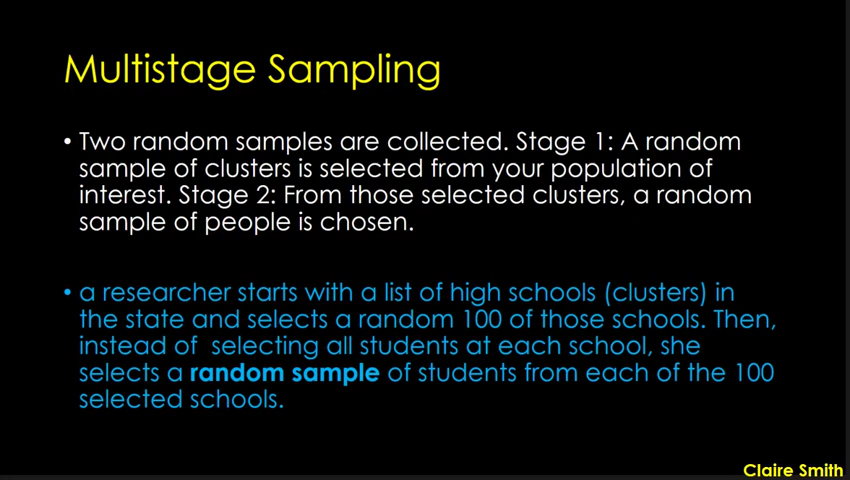 Multistage Sampling
• Two random samples are collected. Stage 1: A random
sample of clusters is selected from your population of
interest. Stage 2: From those selected clusters, a random
sample of people is chosen.
• a researcher starts with a list of high schools (clusters) in
the state and selects a random 100 of those schools. Then,
instead of  selecting all students at each school, she
selects a random sample of students from each of the 100
selected schools.
Claire Smith